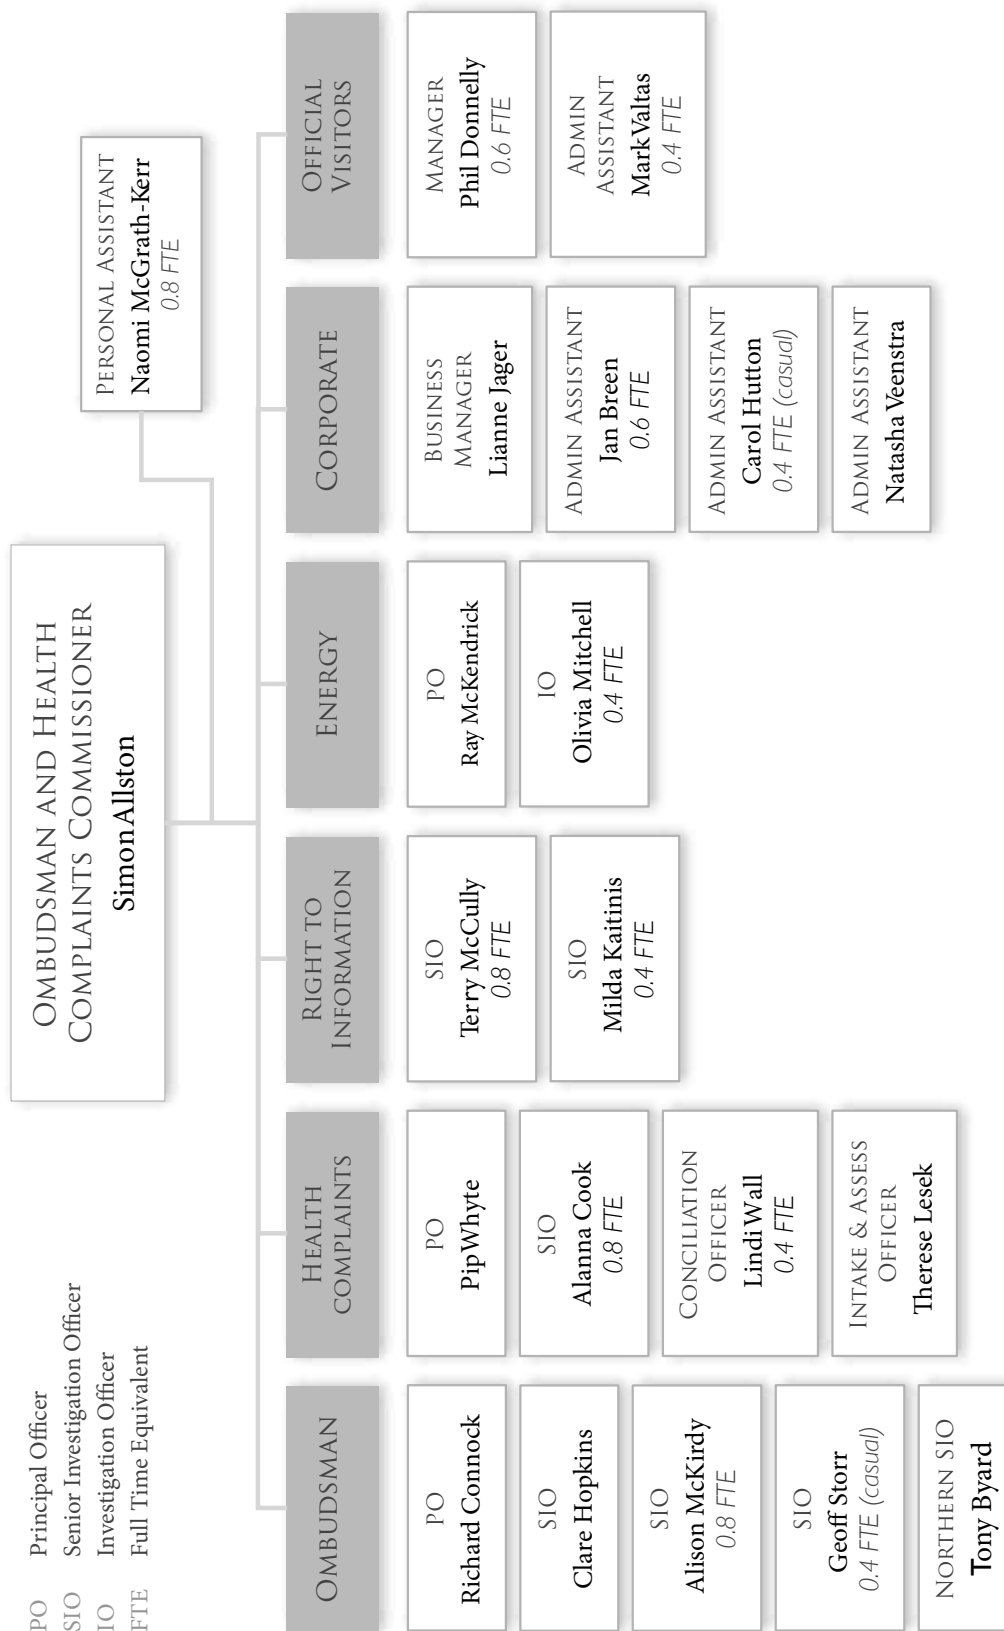 PO Principal Officer
SIO Senior Investigation Officer
IO Investigation Officer
FTE Full Time Equivalent
OMBUDSMAN AND HEALTH
COMPLAINTS COMMISSIONER
Simon Allston
PERSONAL ASSISTANT
Naomi McGrath-Kerr
0.8 FTE
OMBUDSMAN
PO
Richard Connock
SIO
Clare Hopkins
SIO
Alison McKirdy
0.8 FTE
SIO
Geoff Storr
0.4 FTE (casual)
NORTHERN SIO
Tony Byard
HEALTH
COMPLAINTS
PO
Pip Whyte
SIO
Alanna Cook
0.8 FTE
CONCILIATION
OFFICER
Lindi Wall
0.4 FTE
INTAKE & ASSESS
OFFICER
Therese Lesek
RIGHT TO
INFORMATION
SIO
Terry McCully
0.8 FTE
SIO
Milda Kaitinis
0.4 FTE
ENERGY
PO
Ray McKendrick
IO
Olivia Mitchell
0.4 FTE
CORPORATE
BUSINESS
MANAGER
Lianne Jager
ADMIN ASSISTANT
Jan Breen
0.6 FTE
ADMIN ASSISTANT
Carol Hutton
0.4 FTE (casual)
ADMIN ASSISTANT
Natasha Veenstra
OFFICIAL
VISITORS
MANAGER
Phil Donnelly
0.6 FTE
ADMIN
ASSISTANT
Mark Valtas
0.4 FTE